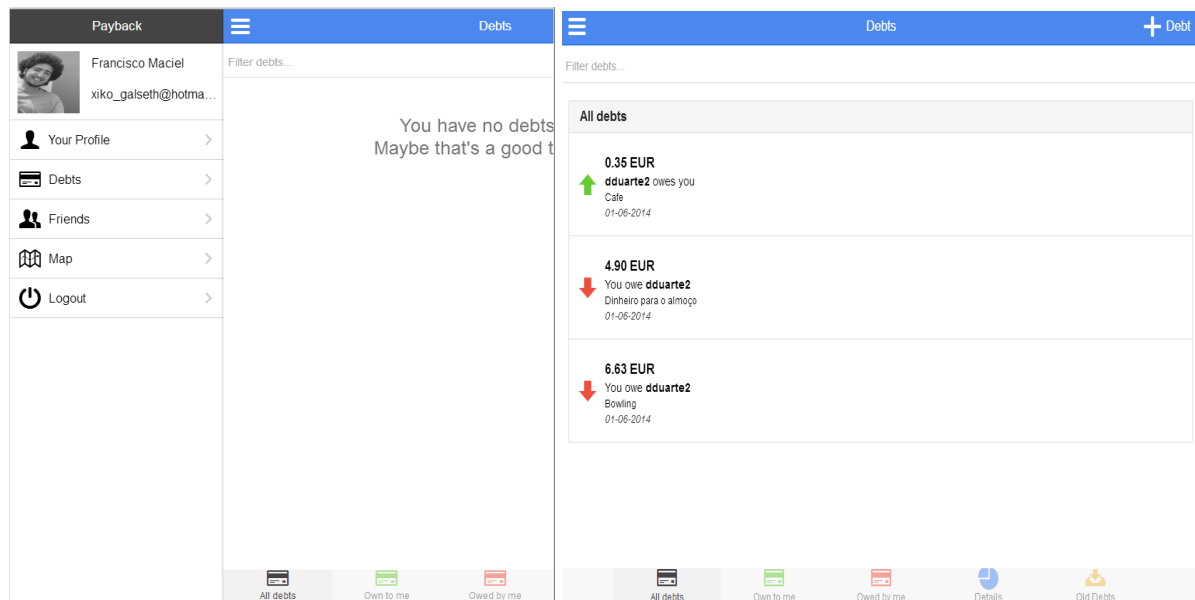 Payback
Francisco Maciel
xiko_galseth@hotma...
Your Profile
Debts
Friends
Map
Logout
Debts
Filter debts...
You have no debts
Maybe that's a good t
All debts
Own to me
Owed by me
Debts
Debt
Filter debts...
All debts
0.35 EUR
dduarte2 owes you
Cafe
01-06-2014
4.90 EUR
You owe dduarte2
Dinheiro para o almoço
01-06-2014
6.63 EUR
You owe dduarte2
Bowling
01-06-2014
All debts
Own to me
Owed by me
Details
Old Debts